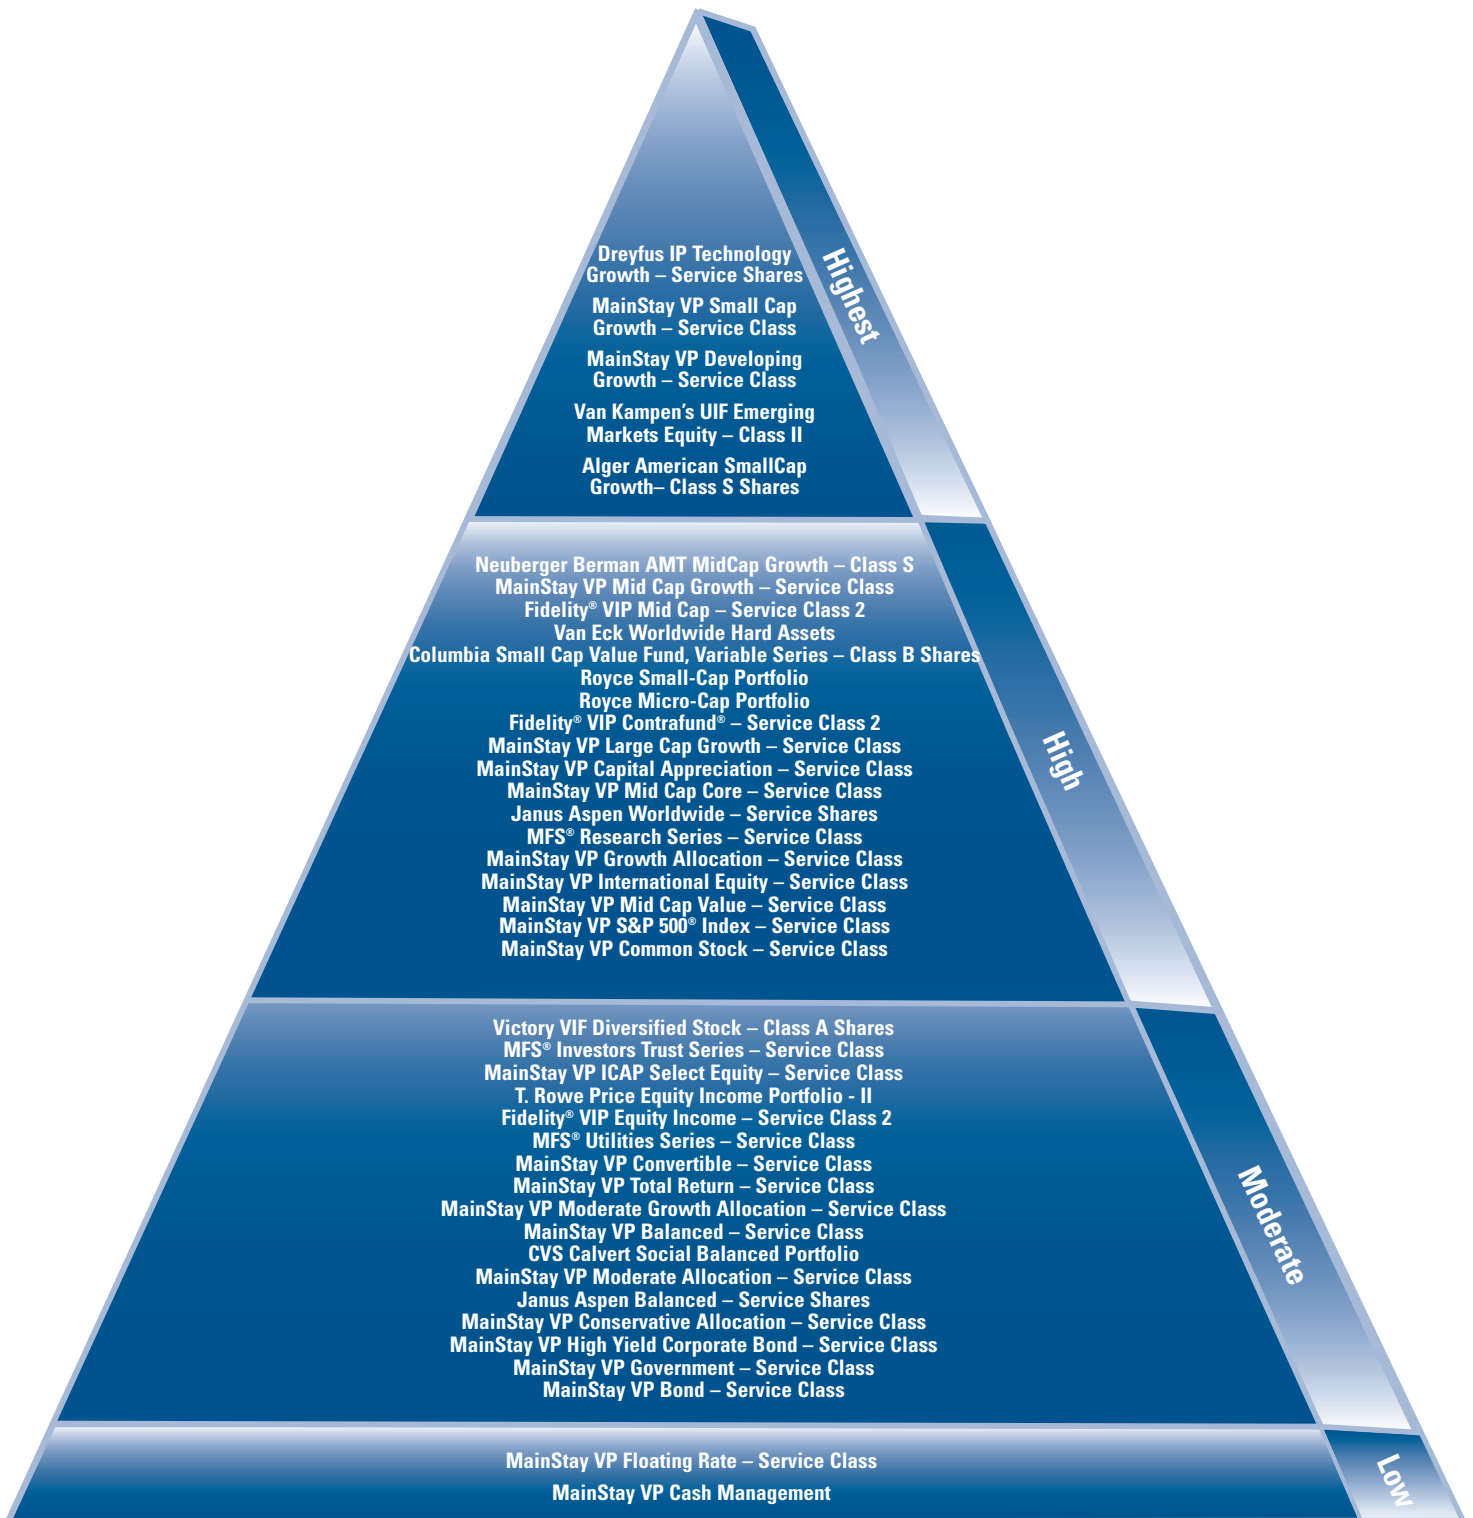 Dreyfus IP Technology
Growth – Service Shares
MainStay VP Small Cap
Growth – Service Class
MainStay VP Developing
Growth – Service Class
Van Kampen's UIF Emerging
Markets Equity – Class II
Alger American SmallCap
Growth– Class S Shares
Highest
Neuberger Berman AMT MidCap Growth – Class S
MainStay VP Mid Cap Growth – Service Class
Fidelity® VIP Mid Cap – Service Class 2
Van Eck Worldwide Hard Assets
Columbia Small Cap Value Fund, Variable Series – Class B Shares
Royce Small-Cap Portfolio
Royce Micro-Cap Portfolio
Fidelity® VIP Contrafund® – Service Class 2
MainStay VP Large Cap Growth – Service Class
MainStay VP Capital Appreciation – Service Class
MainStay VP Mid Cap Core – Service Class
Janus Aspen Worldwide – Service Shares
MFS® Research Series – Service Class
MainStay VP Growth Allocation – Service Class
MainStay VP International Equity – Service Class
MainStay VP Mid Cap Value – Service Class
MainStay VP S&P 500® Index – Service Class
MainStay VP Common Stock – Service Class
High
Victory VIF Diversified Stock – Class A Shares
MFS® Investors Trust Series – Service Class
MainStay VP ICAP Select Equity – Service Class
T. Rowe Price Equity Income Portfolio - II
Fidelity® VIP Equity Income – Service Class 2
MFS® Utilities Series – Service Class
MainStay VP Convertible – Service Class
MainStay VP Total Return – Service Class
MainStay VP Moderate Growth Allocation – Service Class
MainStay VP Balanced – Service Class
CVS Calvert Social Balanced Portfolio
MainStay VP Moderate Allocation – Service Class
Janus Aspen Balanced – Service Shares
MainStay VP Conservative Allocation – Service Class
MainStay VP High Yield Corporate Bond – Service Class
MainStay VP Government – Service Class
MainStay VP Bond – Service Class
Moderate
MainStay VP Floating Rate – Service Class
MainStay VP Cash Management
Low